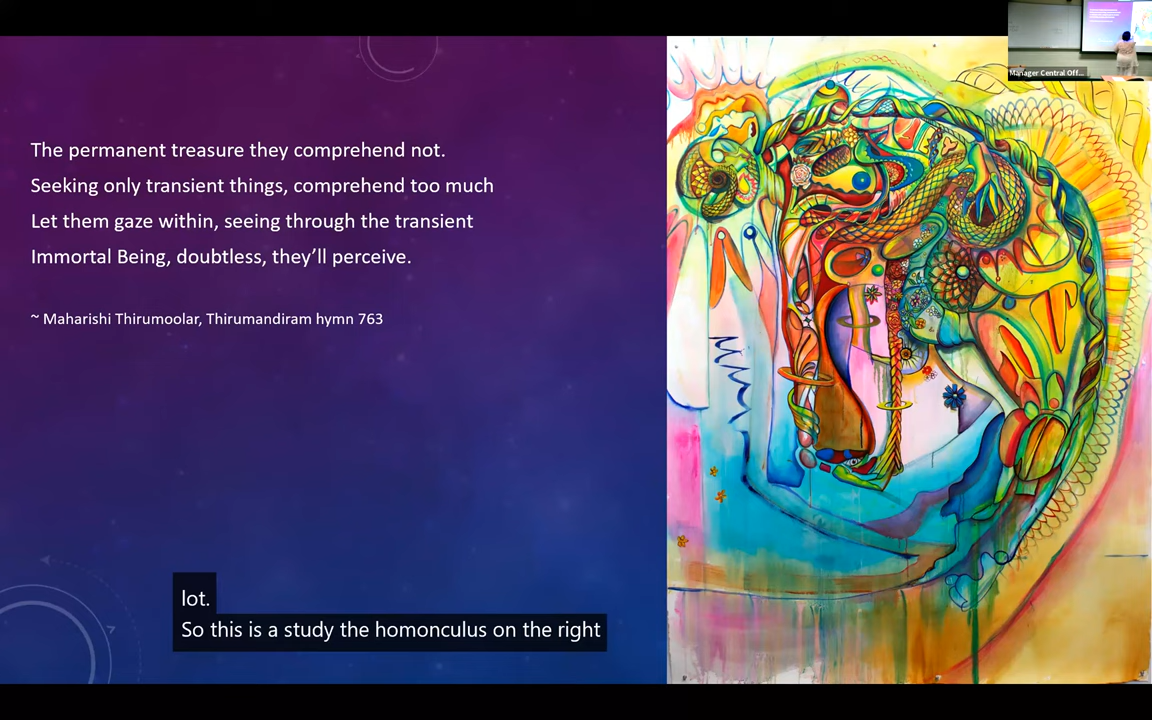 Manager Central Off...
The permanent treasure they comprehend not.
Seeking only transient things, comprehend too much
Let them gaze within, seeing through the transient
Immortal Being, doubtless, they'll perceive.
~ Maharishi Thirumoolar, Thirumandiram hymn 763
lot.
So this is a study the homonculus on the right